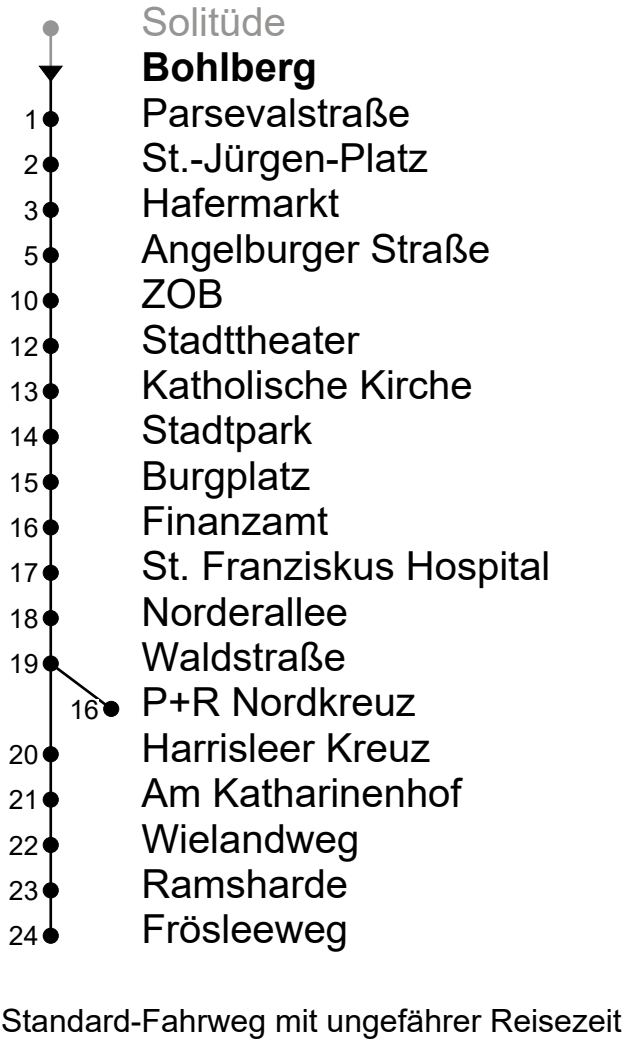 Solitüde
Bohlberg
1 Parsevalstraße
2 St.-Jürgen-Platz
3 Hafermarkt
5 Angelburger Straße
10 ZOB
12 Stadttheater
13 Katholische Kirche
14 Stadtpark
15 Burgplatz
16 Finanzamt
17 St. Franziskus Hospital
18 Norderallee
19 Waldstraße
16 P+R Nordkreuz
20 Harrisleer Kreuz
21 Am Katharinenhof
22 Wielandweg
23 Ramsharde
24 Frösleeweg
Standard-Fahrweg mit ungefährer Reisezeit